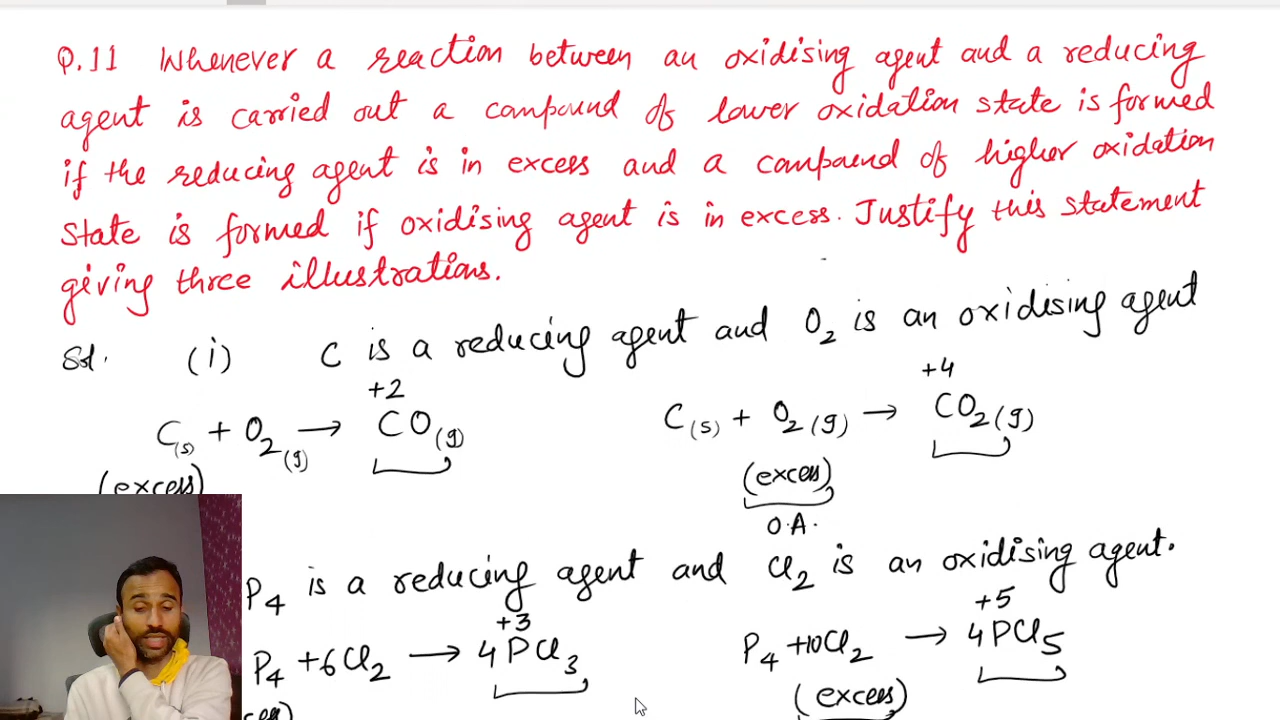 Q.11 Whenever a reaction between an oxidising agent and a reducing
agent is carried out a compound of lower oxidation state is formed
if the reducing agent is in excess and a compound of higher oxidation
state is formed if oxidising agent is in excess. Justify this statement
giving three illustrations.
Sol. (i) C is a reducing agent and O₂ is an oxidising agent
+2 +4
C(s) + O₂(g) → CO(g) C(s) + O₂(g) → CO₂(g)
(excess) (excess)
O.A.
P₄ is a reducing agent and Cl₂ is an oxidising agent.
+3 +5
P₄ + 6Cl₂ → 4PCl₃ P₄ + 10Cl₂ → 4PCl₅
(excess)